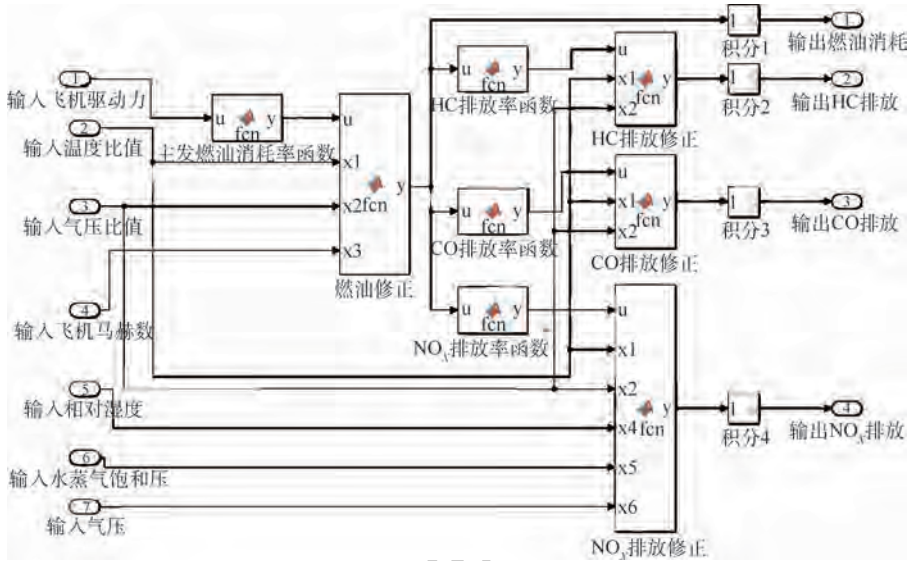 1
输入飞机驱动力
2
输入温度比值
3
输入气压比值
4
输入飞机马赫数
5
输入相对湿度
6
输入水蒸气饱和压
7
输入气压
u
y
fcn
主发燃油消耗率函数
u
x1
x2
x3
y
fcn
燃油修正
u
y
fcn
HC排放率函数
u
y
fcn
CO排放率函数
u
y
fcn
NOX排放率函数
u
x1
x2
y
fcn
HC排放修正
u
x1
x2
y
fcn
CO排放修正
u
x1
x2
x4
x5
x6
y
fcn
NOX排放修正
1
积分1
1
输出燃油消耗
1
积分2
2
输出HC排放
1
积分3
3
输出CO排放
1
积分4
4
输出NOX排放